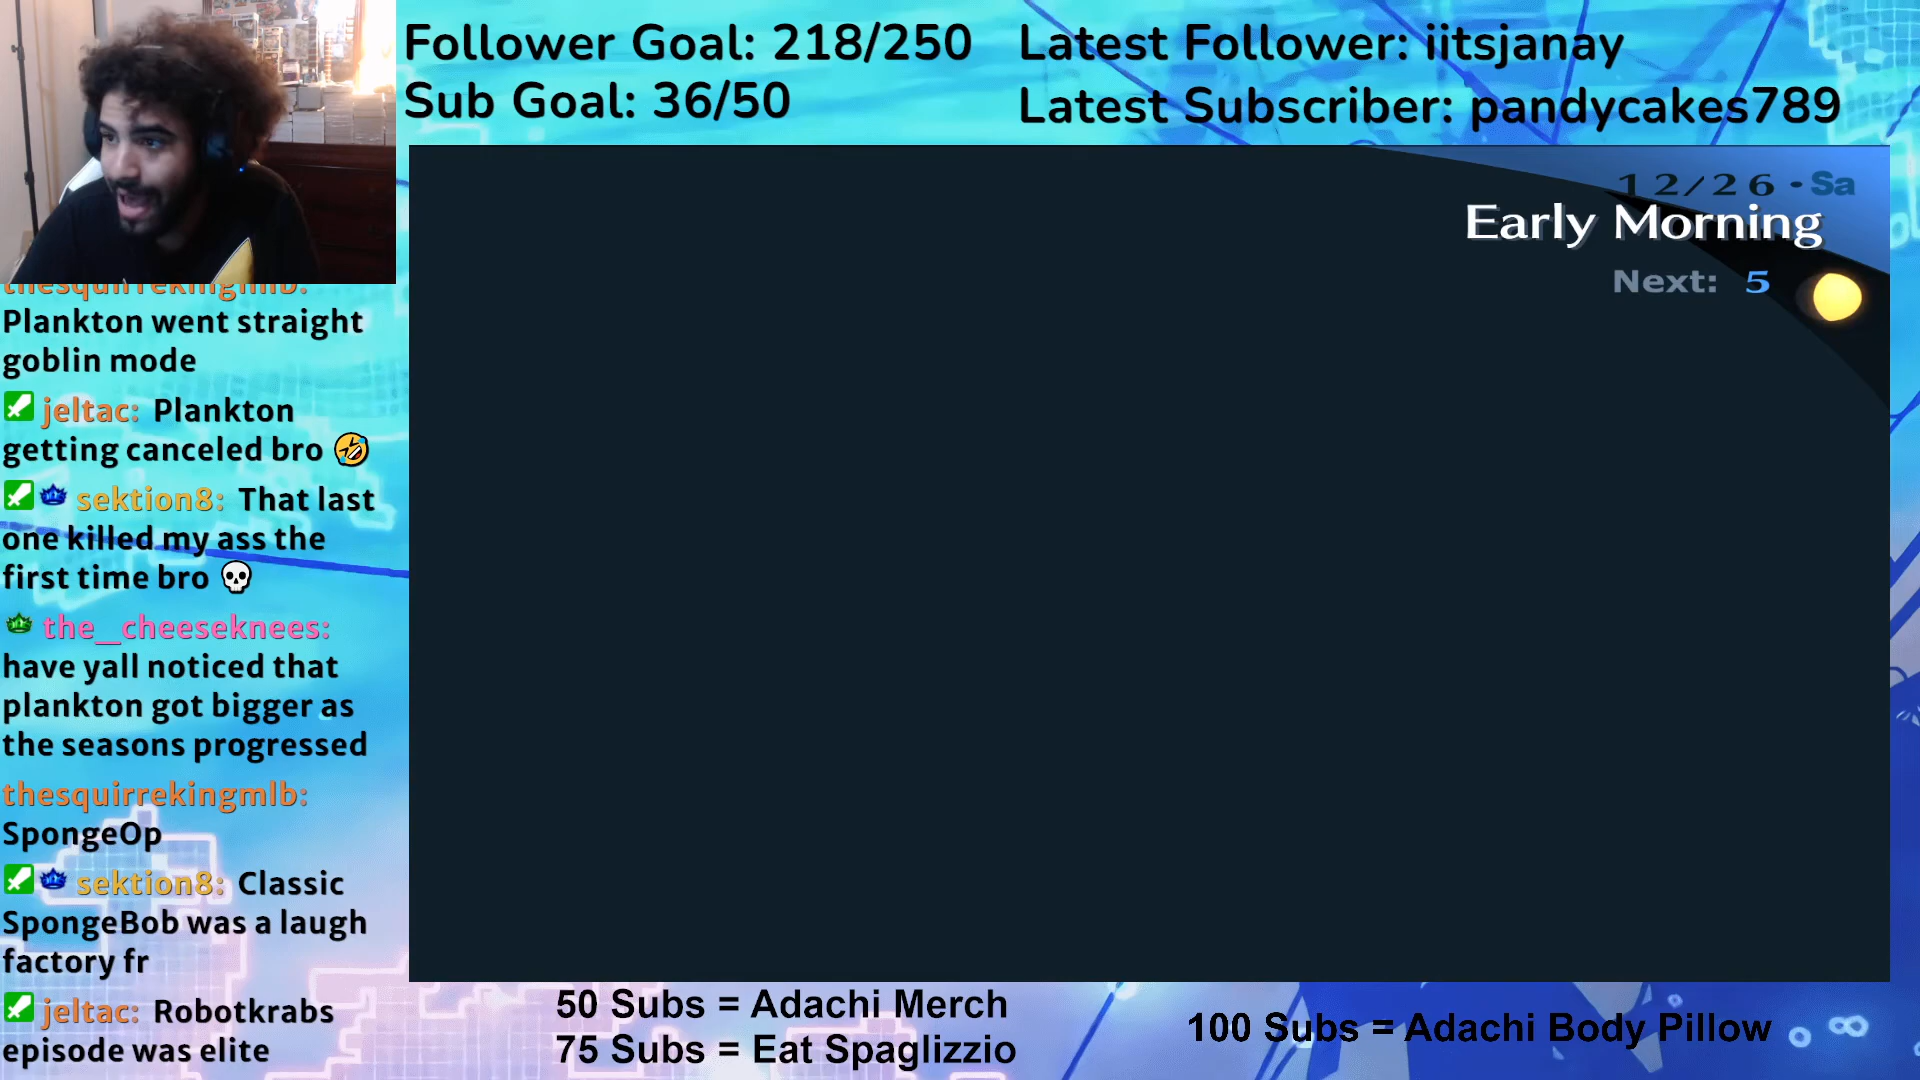 Follower Goal: 218/250
Sub Goal: 36/50
Latest Follower: iitsjanay
Latest Subscriber: pandycakes789
12/26 • Sa
Early Morning
Next: 5
thesquirrekingmlb:
Plankton went straight
goblin mode
jeltac: Plankton
getting canceled bro 🤣
sektion8: That last
one killed my ass the
first time bro 💀
the__cheeseknees:
have yall noticed that
plankton got bigger as
the seasons progressed
thesquirrekingmlb:
SpongeOp
sektion8: Classic
SpongeBob was a laugh
factory fr
jeltac: Robotkrabs
episode was elite
50 Subs = Adachi Merch
75 Subs = Eat Spaglizzio
100 Subs = Adachi Body Pillow